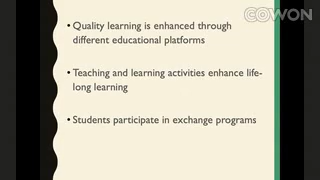 COWON
• Quality learning is enhanced through
different educational platforms
• Teaching and learning activities enhance life-
long learning
• Students participate in exchange programs